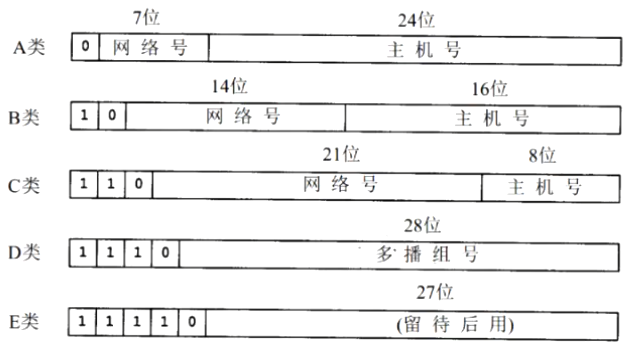 7位 24位
A类 0 网络号 主机号
14位 16位
B类 1 0 网络号 主机号
21位 8位
C类 1 1 0 网络号 主机号
28位
D类 1 1 1 0 多播组号
27位
E类 1 1 1 1 0 (留待后用)